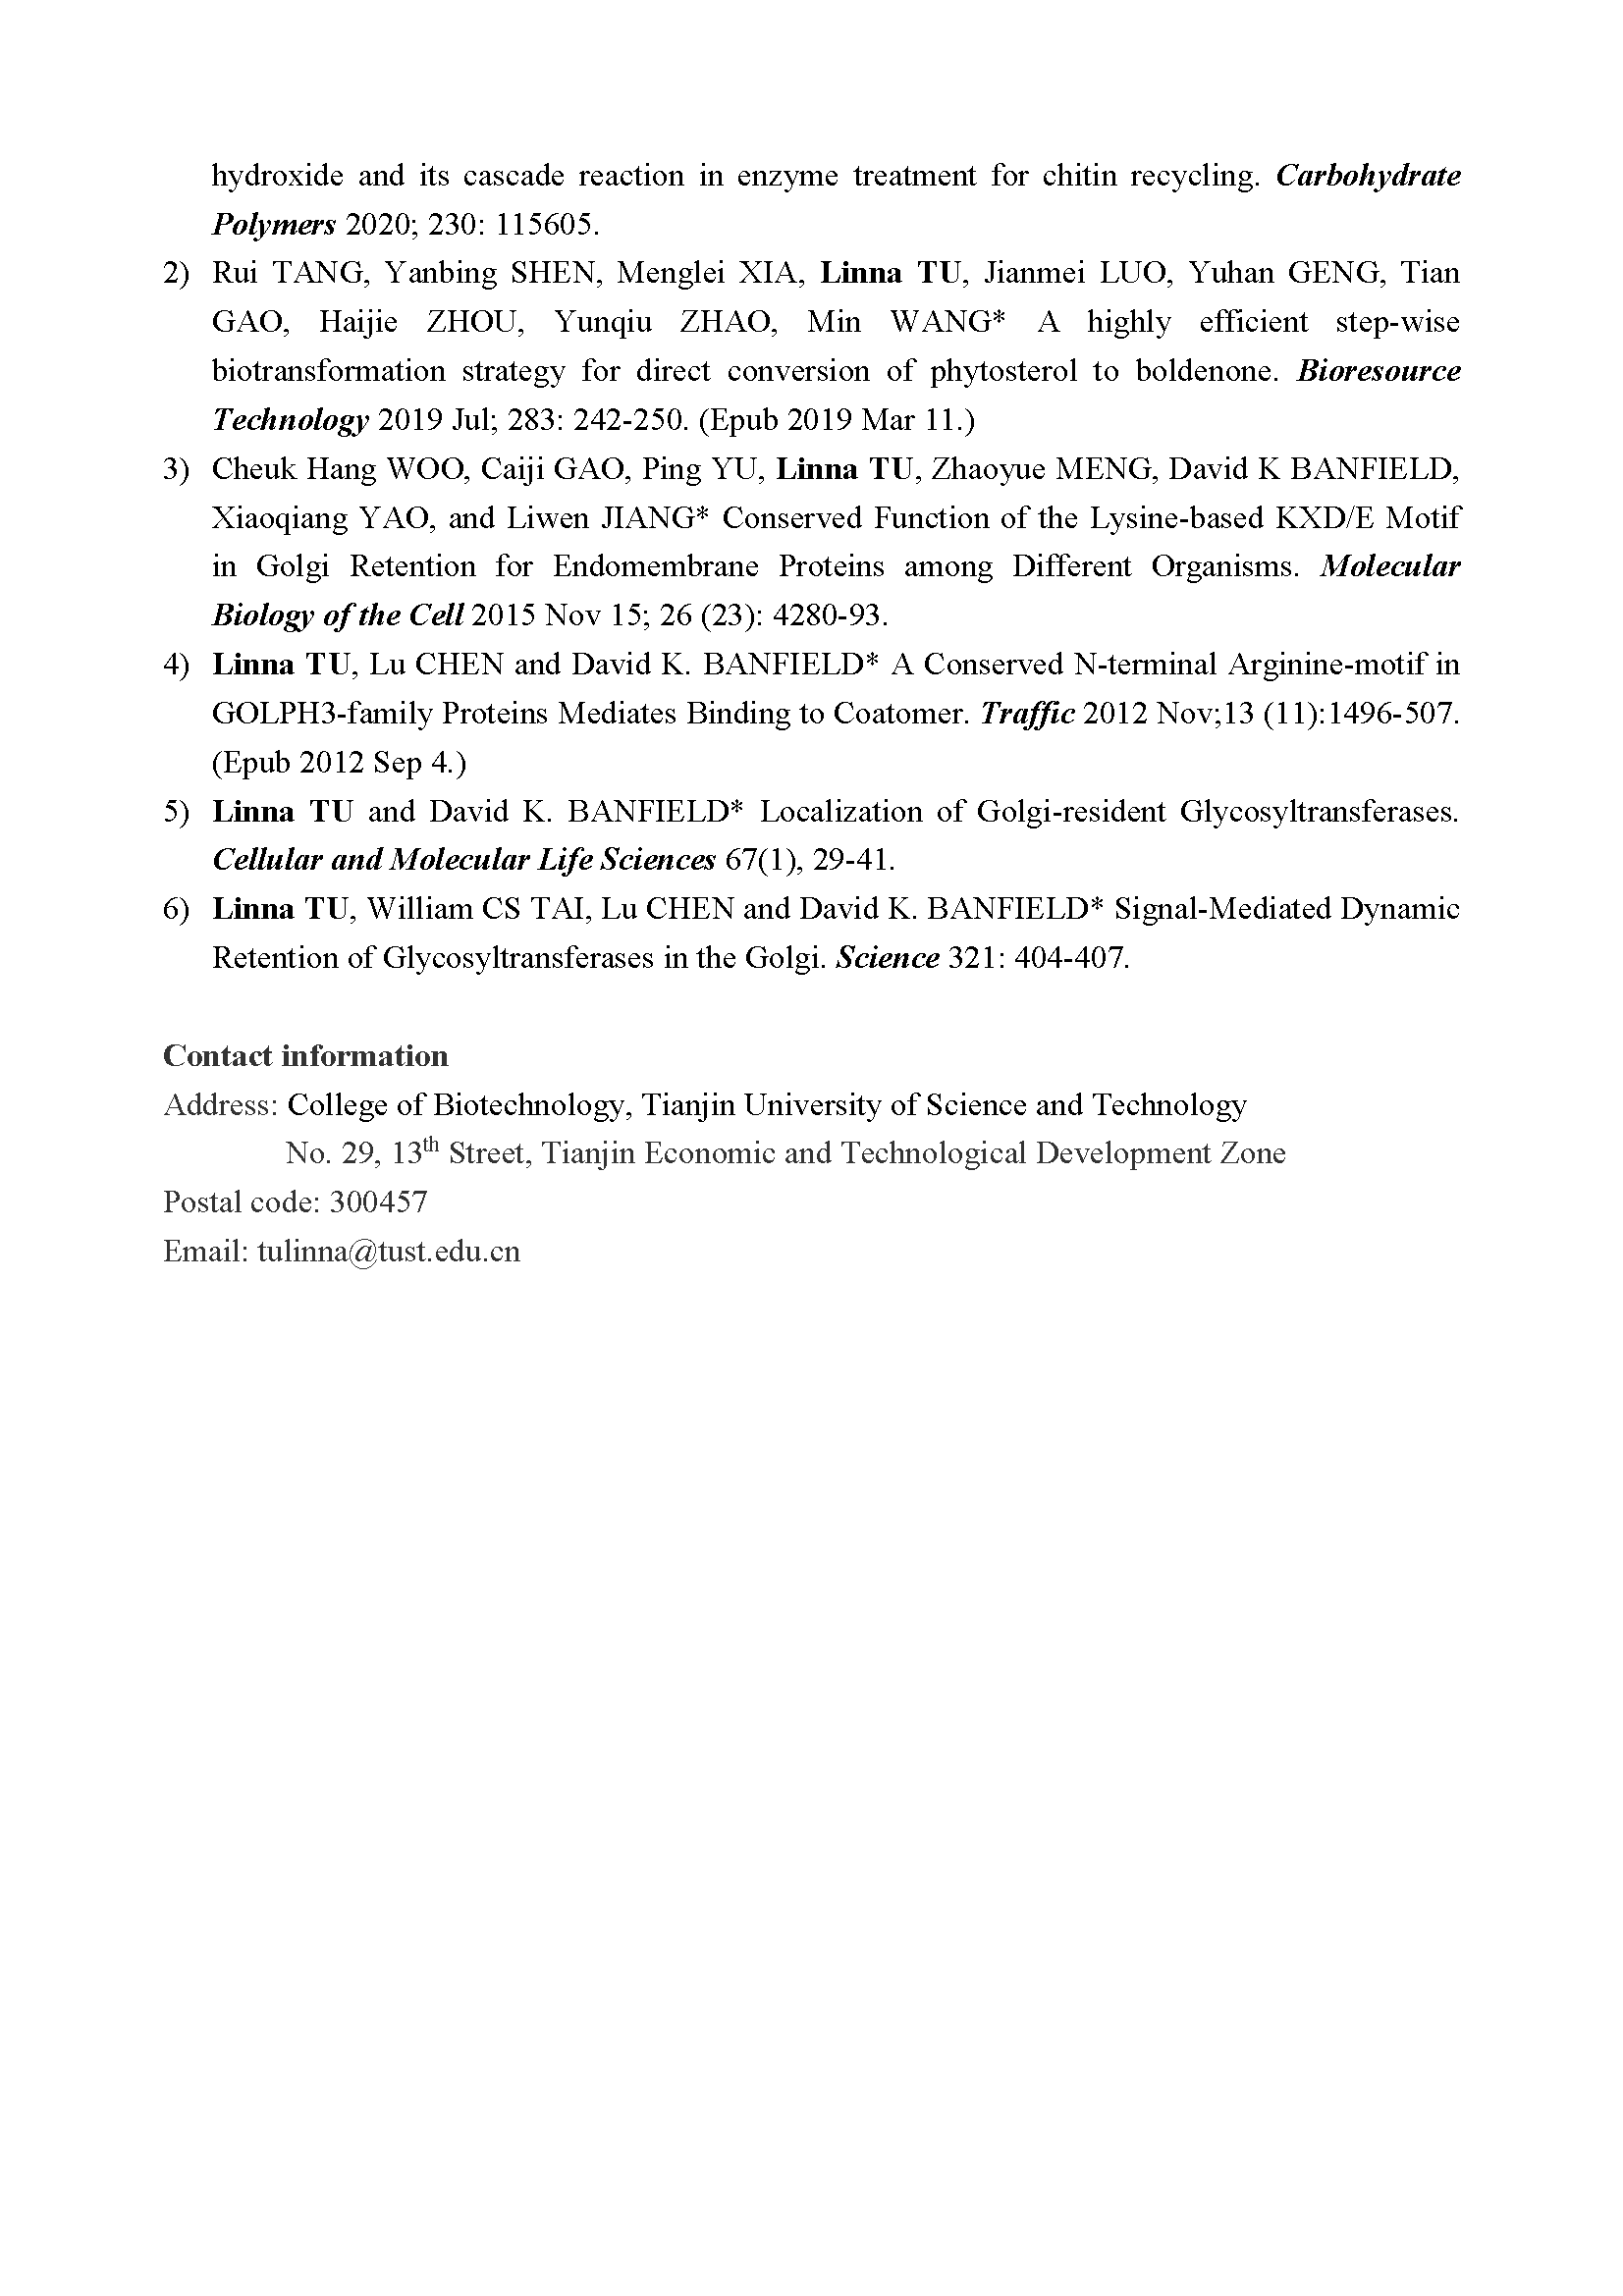 hydroxide and its cascade reaction in enzyme treatment for chitin recycling. Carbohydrate
Polymers 2020; 230: 115605.
2) Rui TANG, Yanbing SHEN, Menglei XIA, Linna TU, Jianmei LUO, Yuhan GENG, Tian
GAO, Haijie ZHOU, Yunqiu ZHAO, Min WANG* A highly efficient step-wise
biotransformation strategy for direct conversion of phytosterol to boldenone. Bioresource
Technology 2019 Jul; 283: 242-250. (Epub 2019 Mar 11.)
3) Cheuk Hang WOO, Caiji GAO, Ping YU, Linna TU, Zhaoyue MENG, David K BANFIELD,
Xiaoqiang YAO, and Liwen JIANG* Conserved Function of the Lysine-based KXD/E Motif
in Golgi Retention for Endomembrane Proteins among Different Organisms. Molecular
Biology of the Cell 2015 Nov 15; 26 (23): 4280-93.
4) Linna TU, Lu CHEN and David K. BANFIELD* A Conserved N-terminal Arginine-motif in
GOLPH3-family Proteins Mediates Binding to Coatomer. Traffic 2012 Nov;13 (11):1496-507.
(Epub 2012 Sep 4.)
5) Linna TU and David K. BANFIELD* Localization of Golgi-resident Glycosyltransferases.
Cellular and Molecular Life Sciences 67(1), 29-41.
6) Linna TU, William CS TAI, Lu CHEN and David K. BANFIELD* Signal-Mediated Dynamic
Retention of Glycosyltransferases in the Golgi. Science 321: 404-407.
Contact information
Address: College of Biotechnology, Tianjin University of Science and Technology
No. 29, 13th Street, Tianjin Economic and Technological Development Zone
Postal code: 300457
Email: tulinna@tust.edu.cn